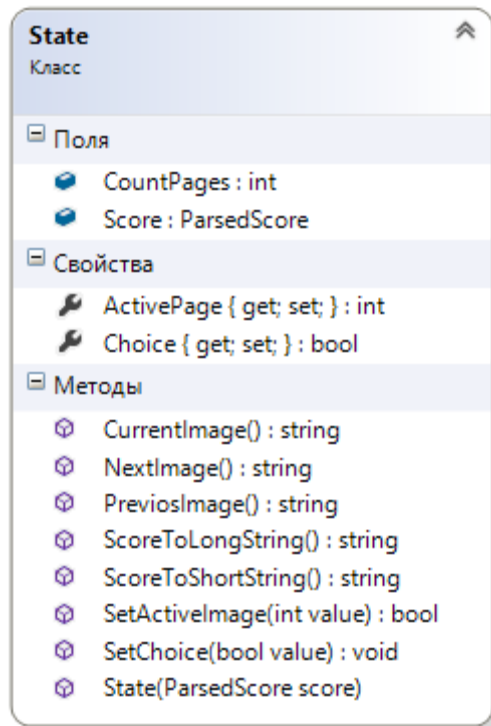 State
Класс
Поля
CountPages : int
Score : ParsedScore
Свойства
ActivePage { get; set; } : int
Choice { get; set; } : bool
Методы
CurrentImage() : string
NextImage() : string
PreviosImage() : string
ScoreToLongString() : string
ScoreToShortString() : string
SetActiveImage(int value) : bool
SetChoice(bool value) : void
State(ParsedScore score)